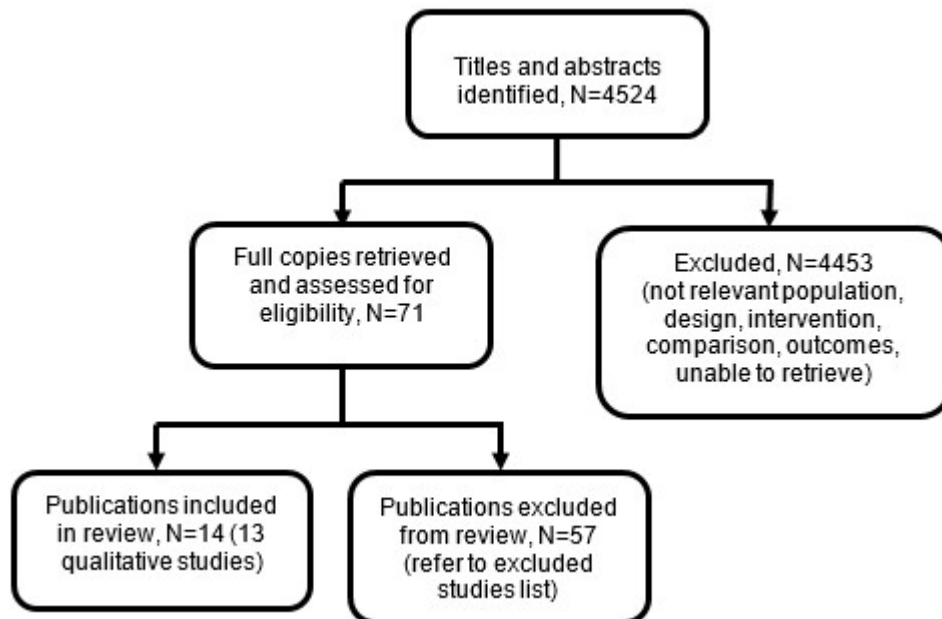 Titles and abstracts
identified, N=4524
Full copies retrieved
and assessed for
eligibility, N=71
Excluded, N=4453
(not relevant population,
design, intervention,
comparison, outcomes,
unable to retrieve)
Publications included
in review, N=14 (13
qualitative studies)
Publications excluded
from review, N=57
(refer to excluded
studies list)